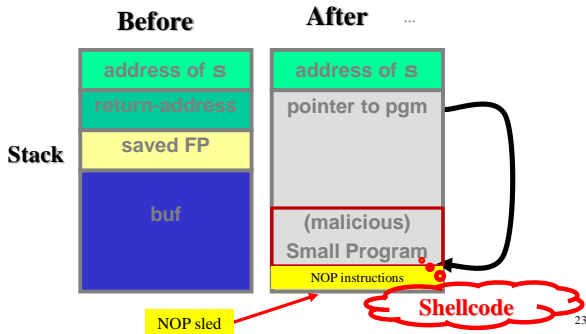 Before
After
...
address of s
address of s
return-address
pointer to pgm
Stack
saved FP
buf
(malicious)
Small Program
NOP instructions
Shellcode
NOP sled
23